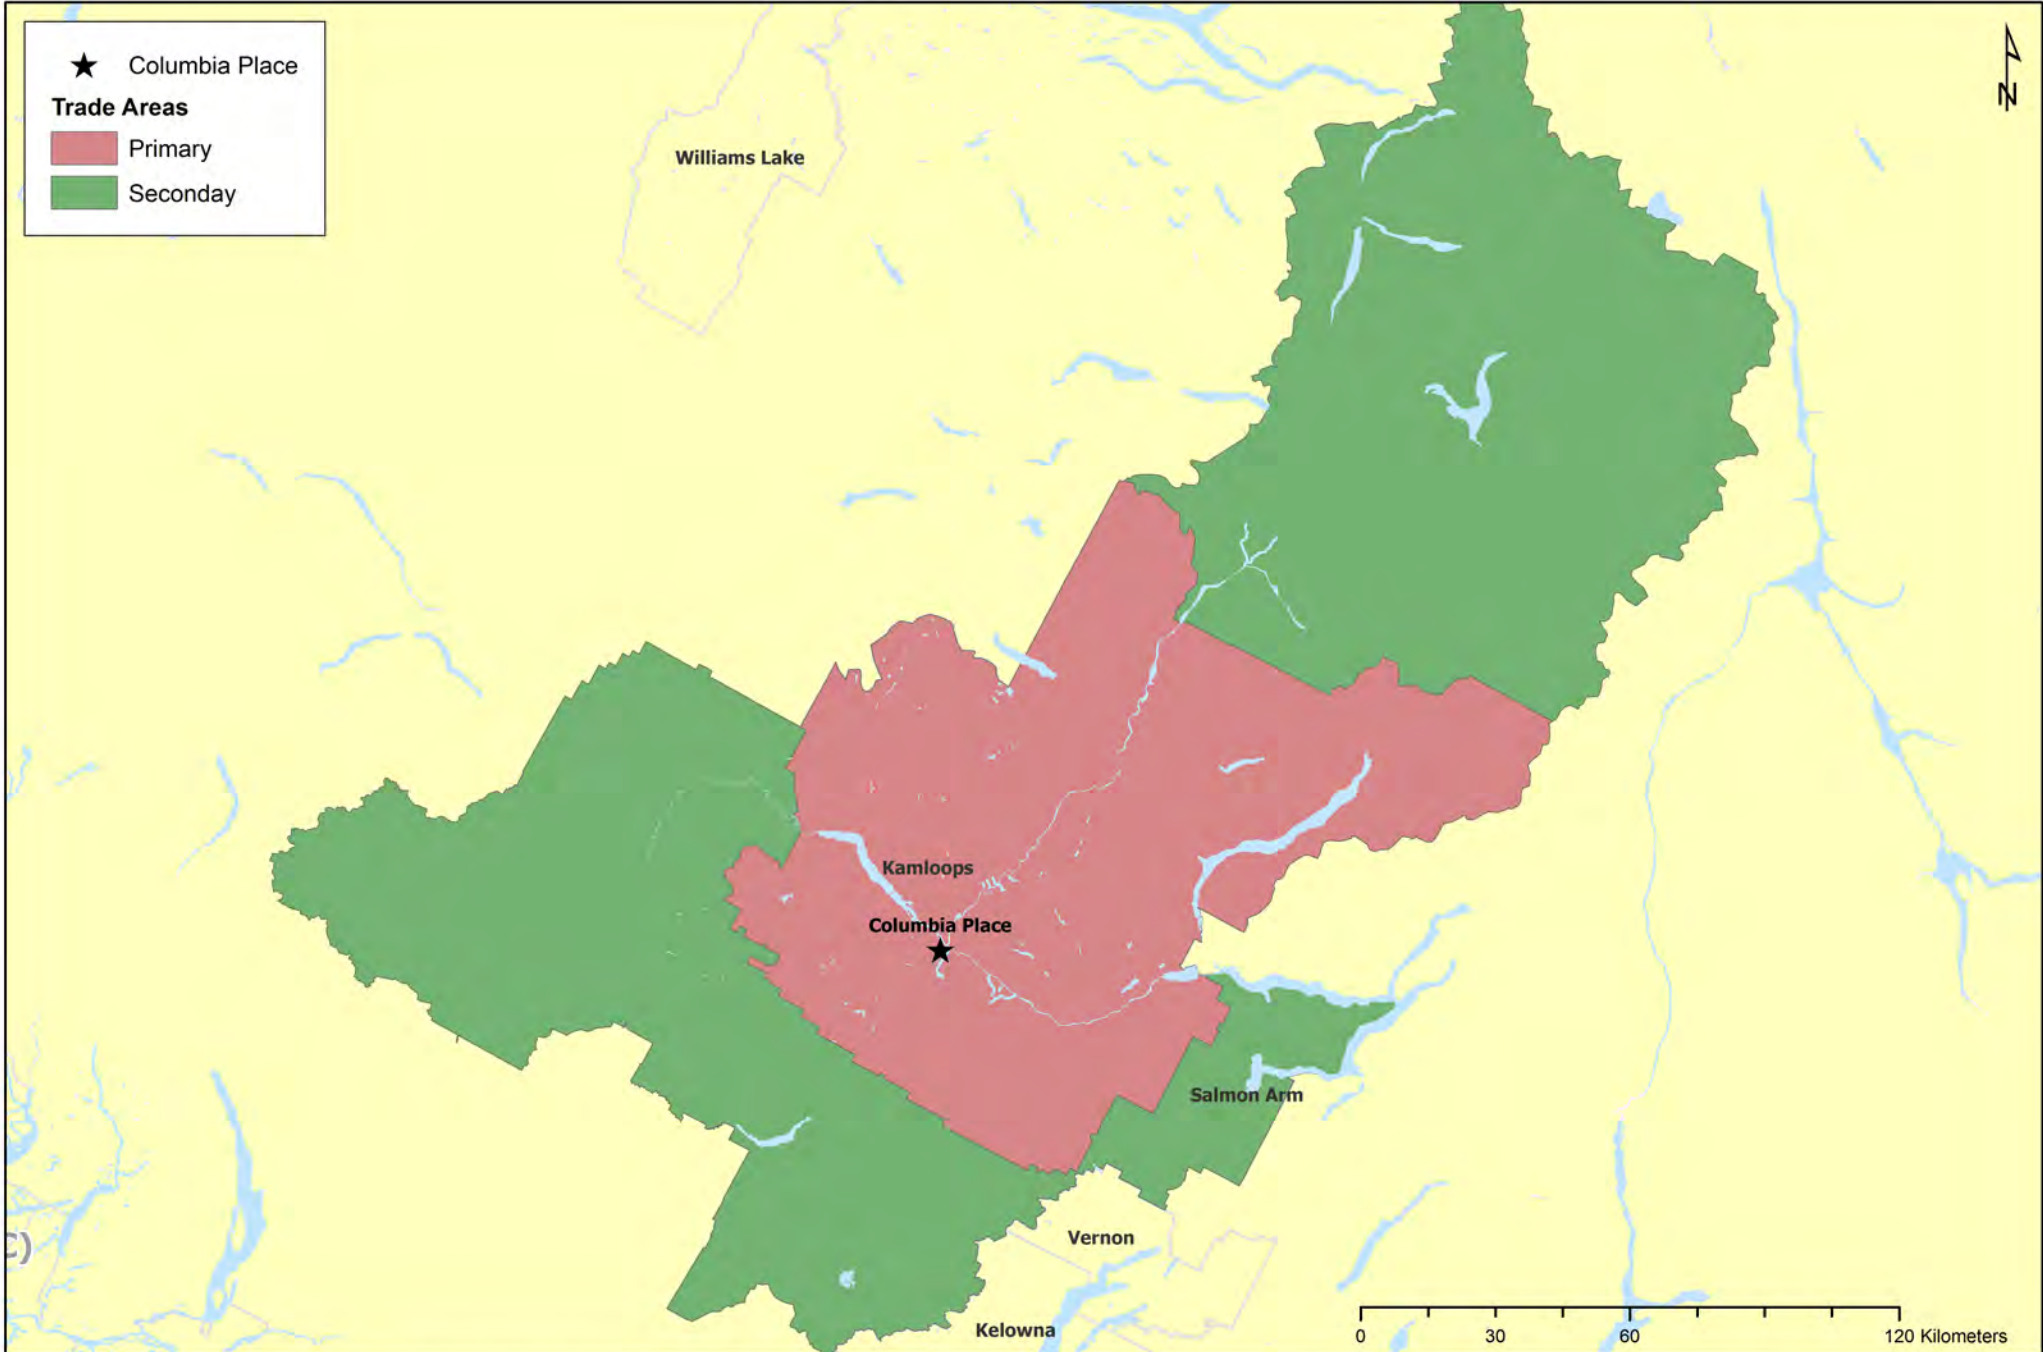 Columbia Place
Trade Areas
Primary
Seconday
N
Williams Lake
Kamloops
Columbia Place
Salmon Arm
Vernon
C)
Kelowna
0 30 60 120 Kilometers